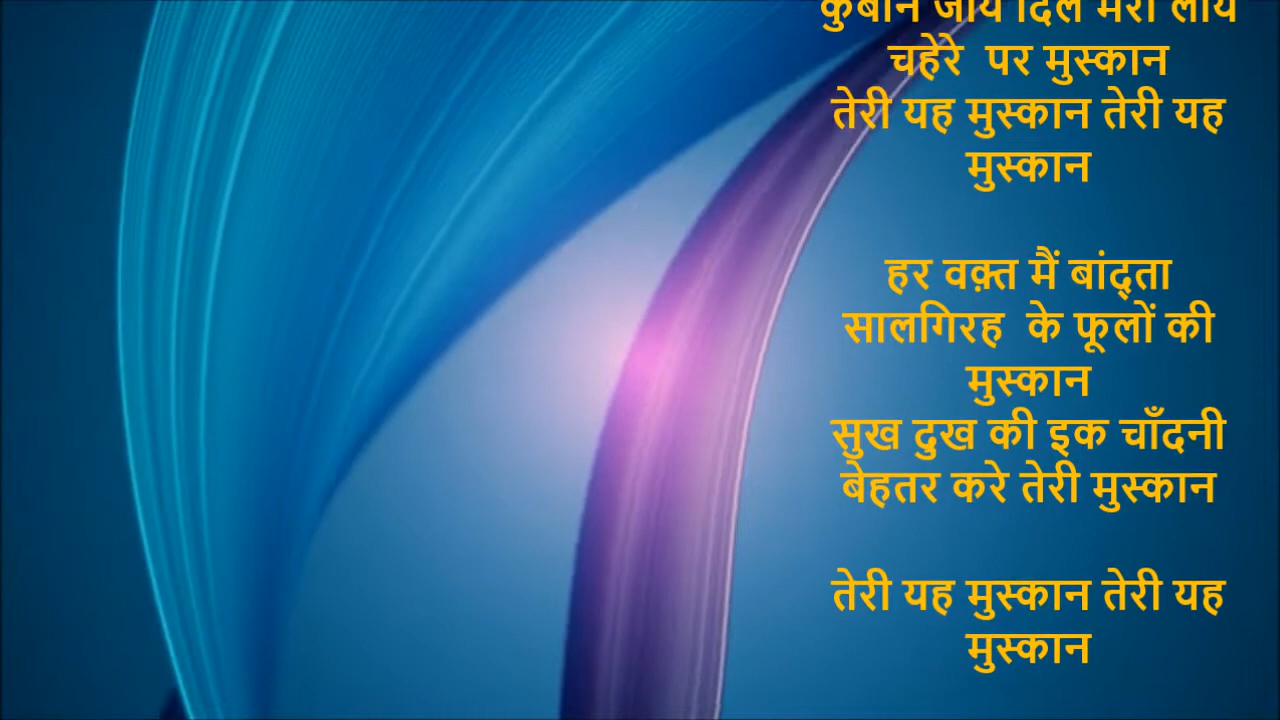 कुर्बान जाये दिल मेरा लाये
चहेरे पर मुस्कान
तेरी यह मुस्कान तेरी यह
मुस्कान
हर वक़्त मैं बांद्ता
सालगिरह के फूलों की
मुस्कान
सुख दुख की इक चाँदनी
बेहतर करे तेरी मुस्कान
तेरी यह मुस्कान तेरी यह
मुस्कान